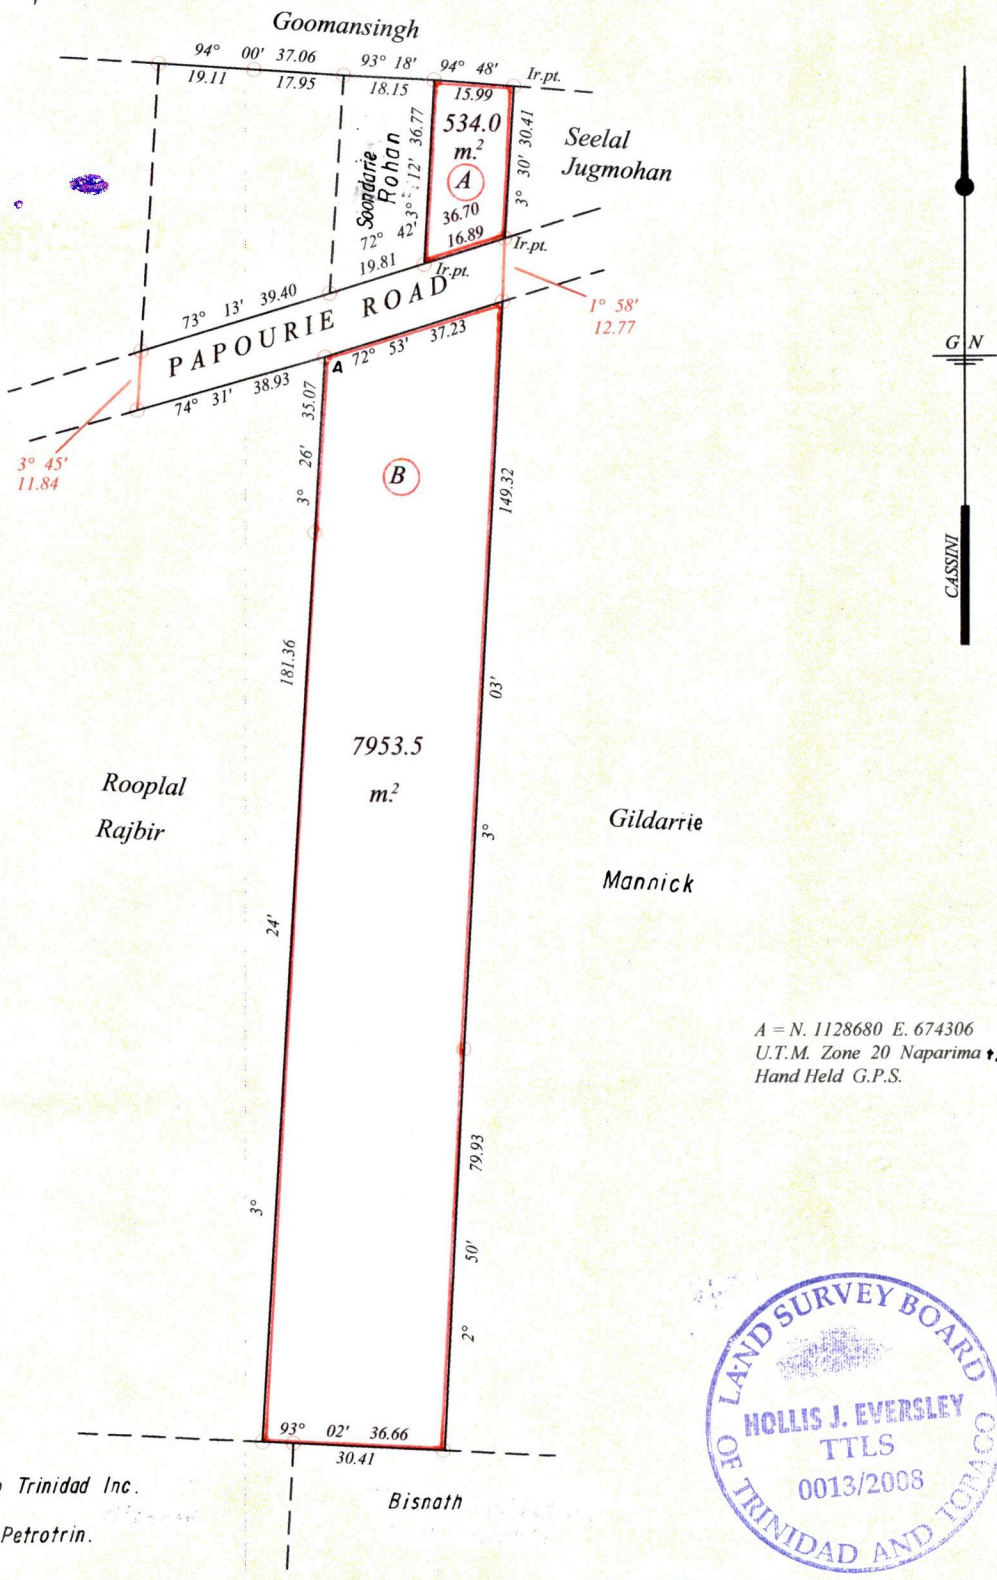 Goomansingh
94° 00' 37.06 93° 18' 94° 48' Ir.pt.
19.11 17.95 18.15 15.99
534.0
m.²
A
36.70
16.89
36.77
3° 12'
3° 30' 30.41
Seelal
Jugmohan
Soondarie
Rohan
72° 42'
19.81
Ir.pt.
Ir.pt.
73° 13' 39.40
PAPOURIE ROAD
1° 58'
12.77
G N
CASSINI
A 72° 53' 37.23
74° 31' 38.93
3° 45'
11.84
3° 26' 35.07
B
149.32
181.36
03'
7953.5
m.²
Rooplal
Rajbir
Gildarrie
Mannick
3°
24'
A = N. 1128680 E. 674306
U.T.M. Zone 20 Naparima
Hand Held G.P.S.
79.93
3°
50'
2°
93° 02' 36.66
30.41
Trinidad Inc.
Petrotrin.
Bisnath
LAND SURVEY BOARD
OF TRINIDAD AND TOBACO
HOLLIS J. EVERSLEY
TTLS
0013/2008